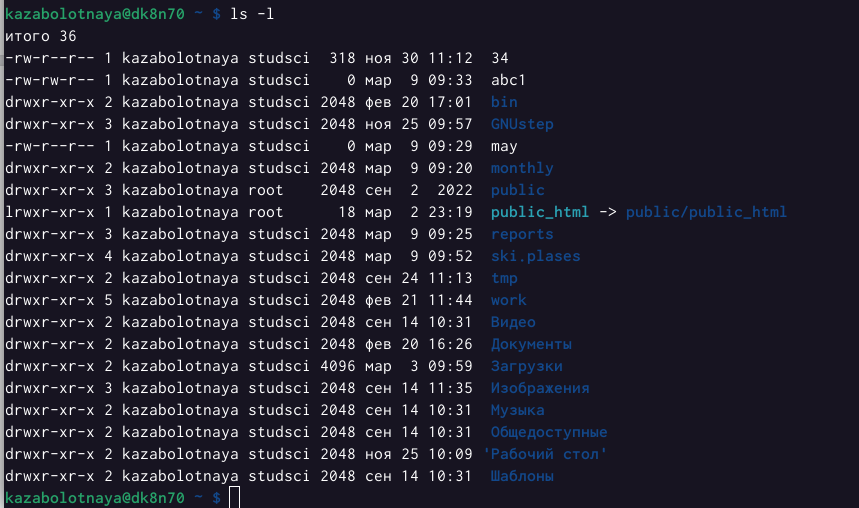 kazabolotnaya@dk8n70 ~ $ ls -l
итого 36
-rw-r--r-- 1 kazabolotnaya studsci  318 ноя 30 11:12  34
-rw-rw-r-- 1 kazabolotnaya studsci    0 мар  9 09:33  abc1
drwxr-xr-x 2 kazabolotnaya studsci 2048 фев 20 17:01  bin
drwxr-xr-x 3 kazabolotnaya studsci 2048 ноя 25 09:57  GNUstep
-rw-r--r-- 1 kazabolotnaya studsci    0 мар  9 09:29  may
drwxr-xr-x 2 kazabolotnaya studsci 2048 мар  9 09:20  monthly
drwxr-xr-x 3 kazabolotnaya root    2048 сен  2  2022  public
lrwxr-xr-x 1 kazabolotnaya root      18 мар  2 23:19  public_html -> public/public_html
drwxr-xr-x 3 kazabolotnaya studsci 2048 мар  9 09:25  reports
drwxr-xr-x 4 kazabolotnaya studsci 2048 мар  9 09:52  ski.plases
drwxr-xr-x 2 kazabolotnaya studsci 2048 сен 24 11:13  tmp
drwxr-xr-x 5 kazabolotnaya studsci 2048 фев 21 11:44  work
drwxr-xr-x 2 kazabolotnaya studsci 2048 сен 14 10:31  Видео
drwxr-xr-x 2 kazabolotnaya studsci 2048 фев 20 16:26  Документы
drwxr-xr-x 2 kazabolotnaya studsci 4096 мар  3 09:59  Загрузки
drwxr-xr-x 3 kazabolotnaya studsci 2048 сен 14 11:35  Изображения
drwxr-xr-x 2 kazabolotnaya studsci 2048 сен 14 10:31  Музыка
drwxr-xr-x 2 kazabolotnaya studsci 2048 сен 14 10:31  Общедоступные
drwxr-xr-x 2 kazabolotnaya studsci 2048 ноя 25 10:09 'Рабочий стол'
drwxr-xr-x 2 kazabolotnaya studsci 2048 сен 14 10:31  Шаблоны
kazabolotnaya@dk8n70 ~ $